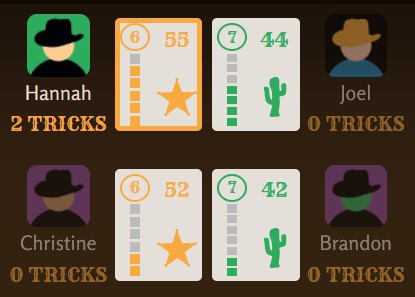 6 55 7 44
Hannah Joel
2 TRICKS 0 TRICKS
6 52 7 42
Christine Brandon
0 TRICKS 0 TRICKS